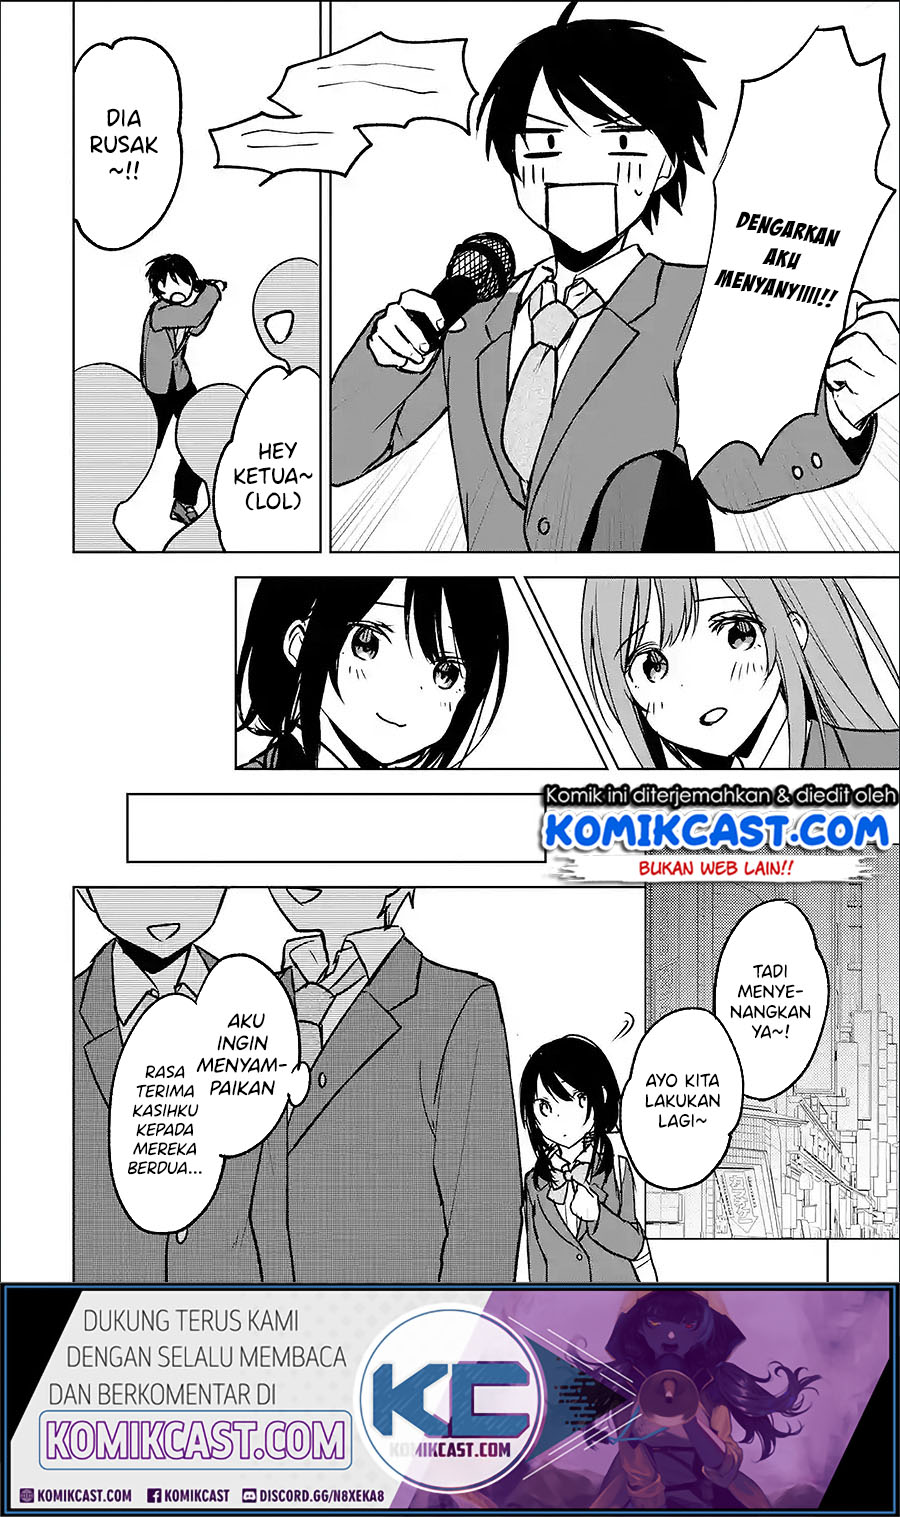 DENGARKAN
AKU
MENYANYIIII!!
DIA
RUSAK
~!!
HEY
KETUA~
(LOL)
Komik ini diterjemahkan & diedit oleh
KOMIKCAST.COM
BUKAN WEB LAIN!!
TADI
MENYE-
NANGKAN
YA~!
AYO KITA
LAKUKAN
LAGI~
AKU
INGIN
MENYAM-
PAIKAN
RASA
TERIMA
KASIHKU
KEPADA
MEREKA
BERDUA...
DUKUNG TERUS KAMI
DENGAN SELALU MEMBACA
DAN BERKOMENTAR DI
KOMIKCAST.COM
KOMIKCAST.COM KOMIKCAST DISCORD.GG/N8XEKA8
KC
KOMIKCAST.COM